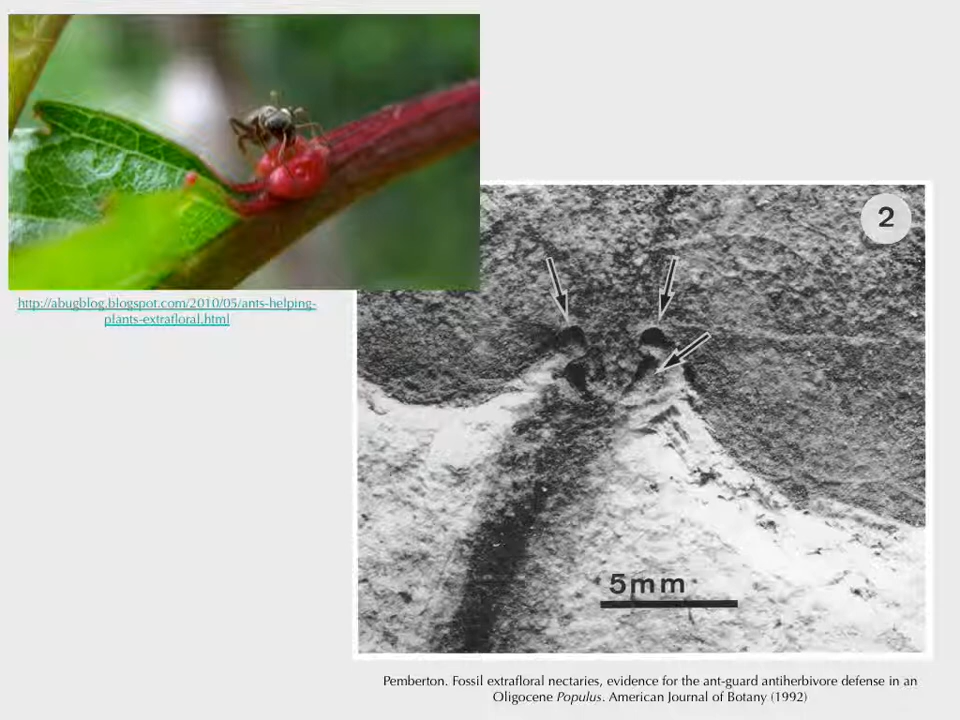 2
http://abugblog.blogspot.com/2010/05/ants-helping-
plants-extrafloral.html
5mm
Pemberton. Fossil extrafloral nectaries, evidence for the ant-guard antiherbivore defense in an
Oligocene Populus. American Journal of Botany (1992)